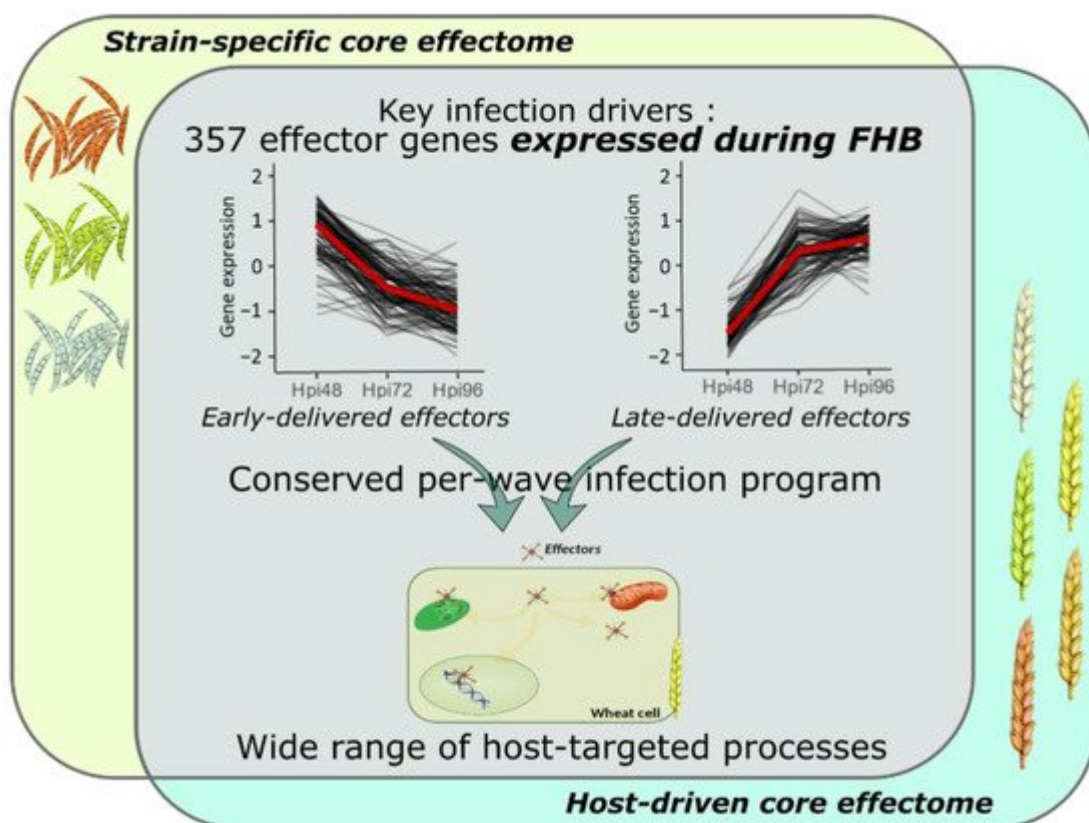 Strain-specific core effectome
Key infection drivers :
357 effector genes expressed during FHB
Gene expression
2
1
0
−1
−2
Hpi48 Hpi72 Hpi96
Early-delivered effectors
Gene expression
2
1
0
−1
−2
Hpi48 Hpi72 Hpi96
Late-delivered effectors
Conserved per-wave infection program
Effectors
Wheat cell
Wide range of host-targeted processes
Host-driven core effectome